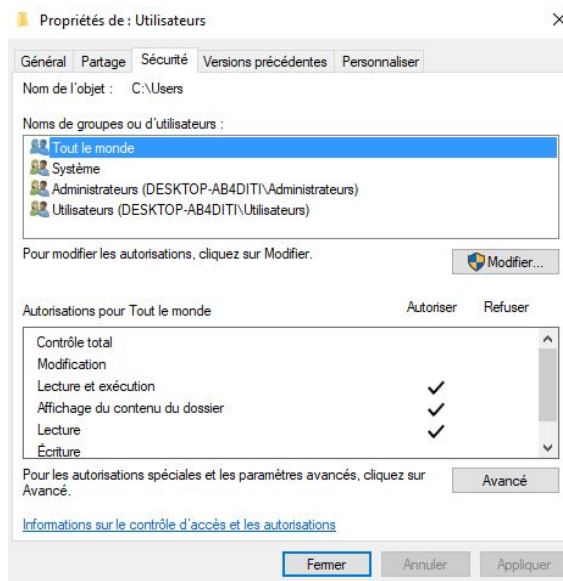 Propriétés de : Utilisateurs
Général Partage Sécurité Versions précédentes Personnaliser
Nom de l'objet : C:\Users
Noms de groupes ou d'utilisateurs :
Tout le monde
Système
Administrateurs (DESKTOP-AB4DITI\Administrateurs)
Utilisateurs (DESKTOP-AB4DITI\Utilisateurs)
Pour modifier les autorisations, cliquez sur Modifier.
Modifier...
Autorisations pour Tout le monde Autoriser Refuser
Contrôle total
Modification
Lecture et exécution
Affichage du contenu du dossier
Lecture
Écriture
Pour les autorisations spéciales et les paramètres avancés, cliquez sur
Avancé.
Avancé
Informations sur le contrôle d'accès et les autorisations
Fermer Annuler Appliquer